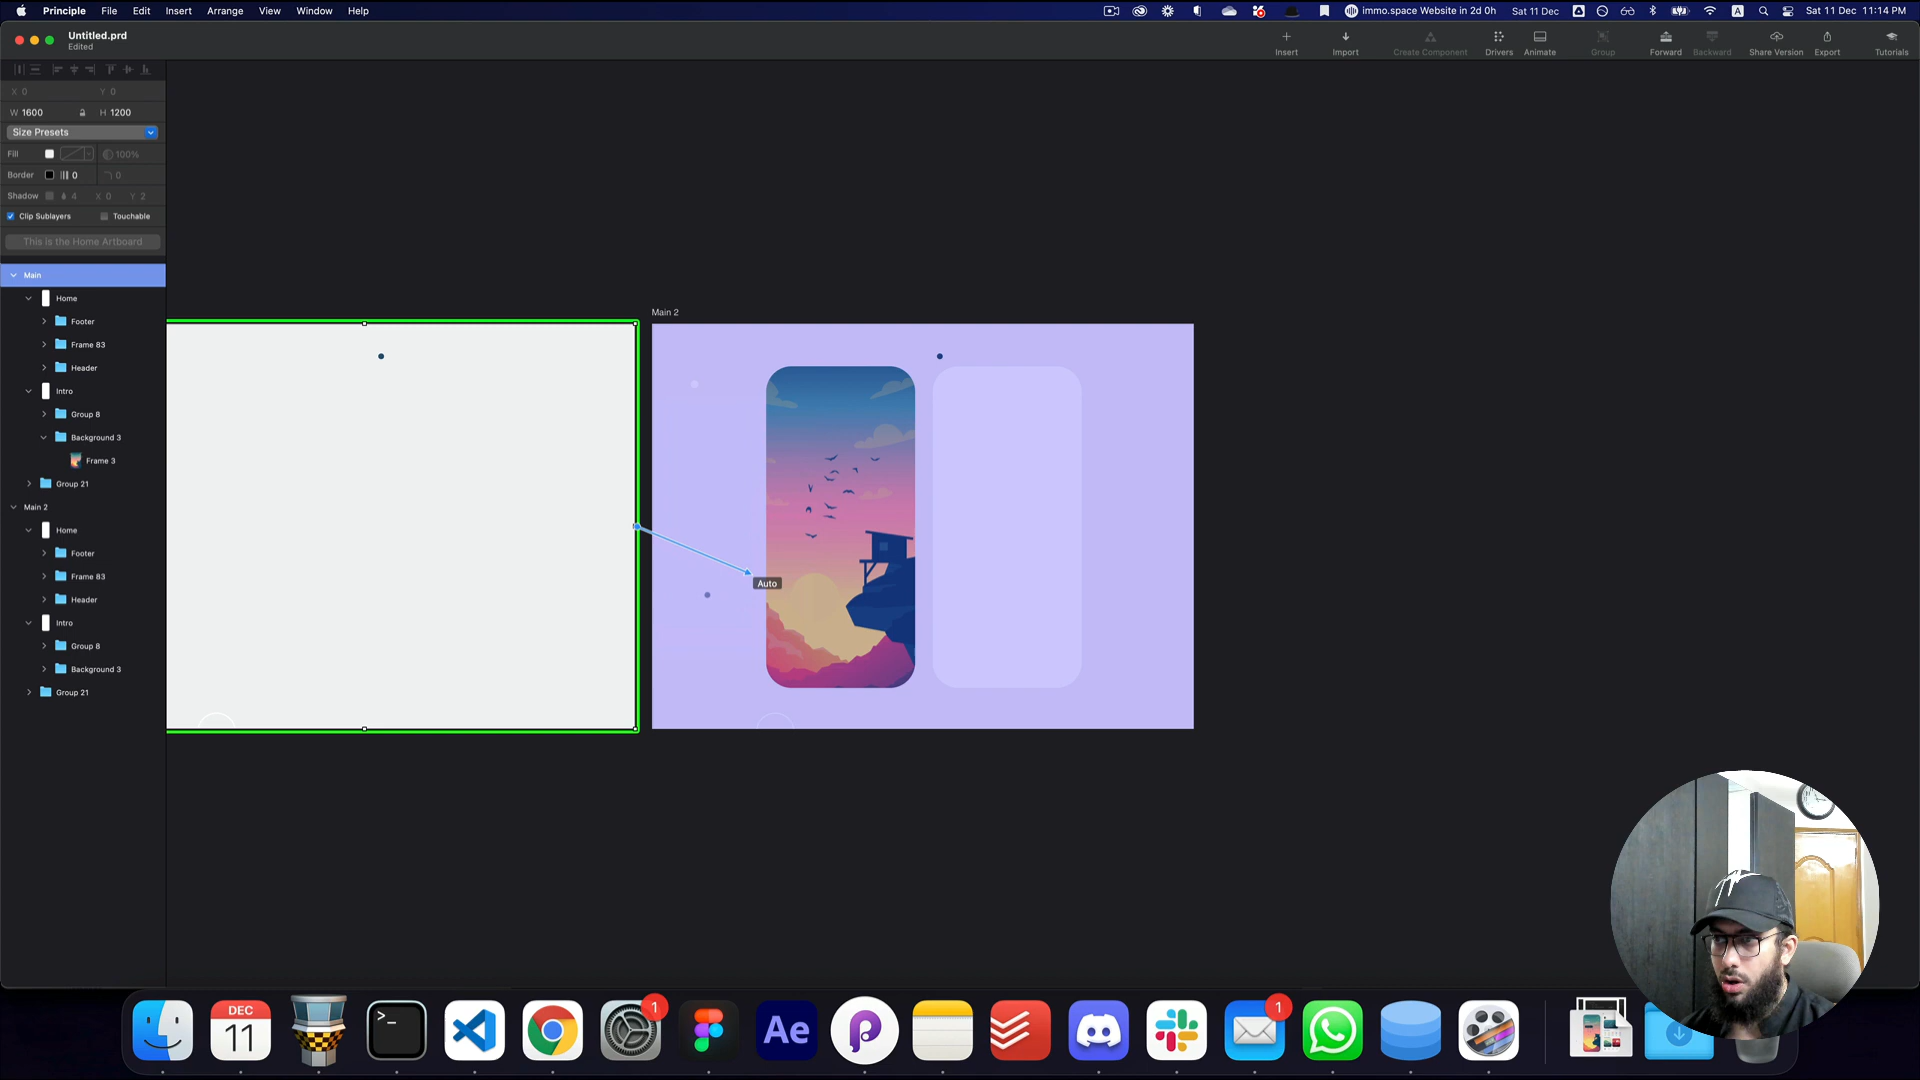 Principle File Edit Insert Arrange View Window Help
immo.space Website in 2d 0h Sat 11 Dec A Sat 11 Dec 11:14 PM
Untitled.prd
Edited
Insert Import Create Component Drivers Animate Group Forward Backward Share Version Export Tutorials
X 0 Y 0
W 1600 H 1200
Size Presets
Fill 100%
Border 0 0
Shadow 4 X 0 Y 2
Clip Sublayers Touchable
This is the Home Artboard
Main
Home
Footer
Frame 83
Header
Intro
Group 8
Background 3
Frame 3
Group 21
Main 2
Home
Footer
Frame 83
Header
Intro
Group 8
Background 3
Group 21
Main 2
Auto
DEC
11
>_
1
Ae
1